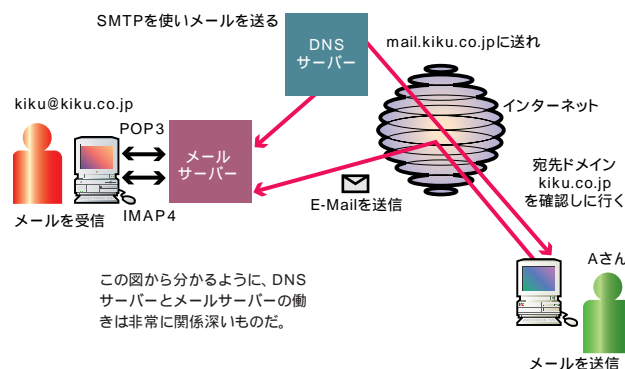 SMTPを使いメールを送る
DNS
サーバー
mail.kiku.co.jpに送れ
kiku@kiku.co.jp
インターネット
POP3
メール
サーバー
宛先ドメイン
kiku.co.jp
を確認しに行く
E-Mailを送信
メールを受信
IMAP4
Aさん
この図から分かるように、DNS
サーバーとメールサーバーの働
きは非常に関係深いものだ。
メールを送信